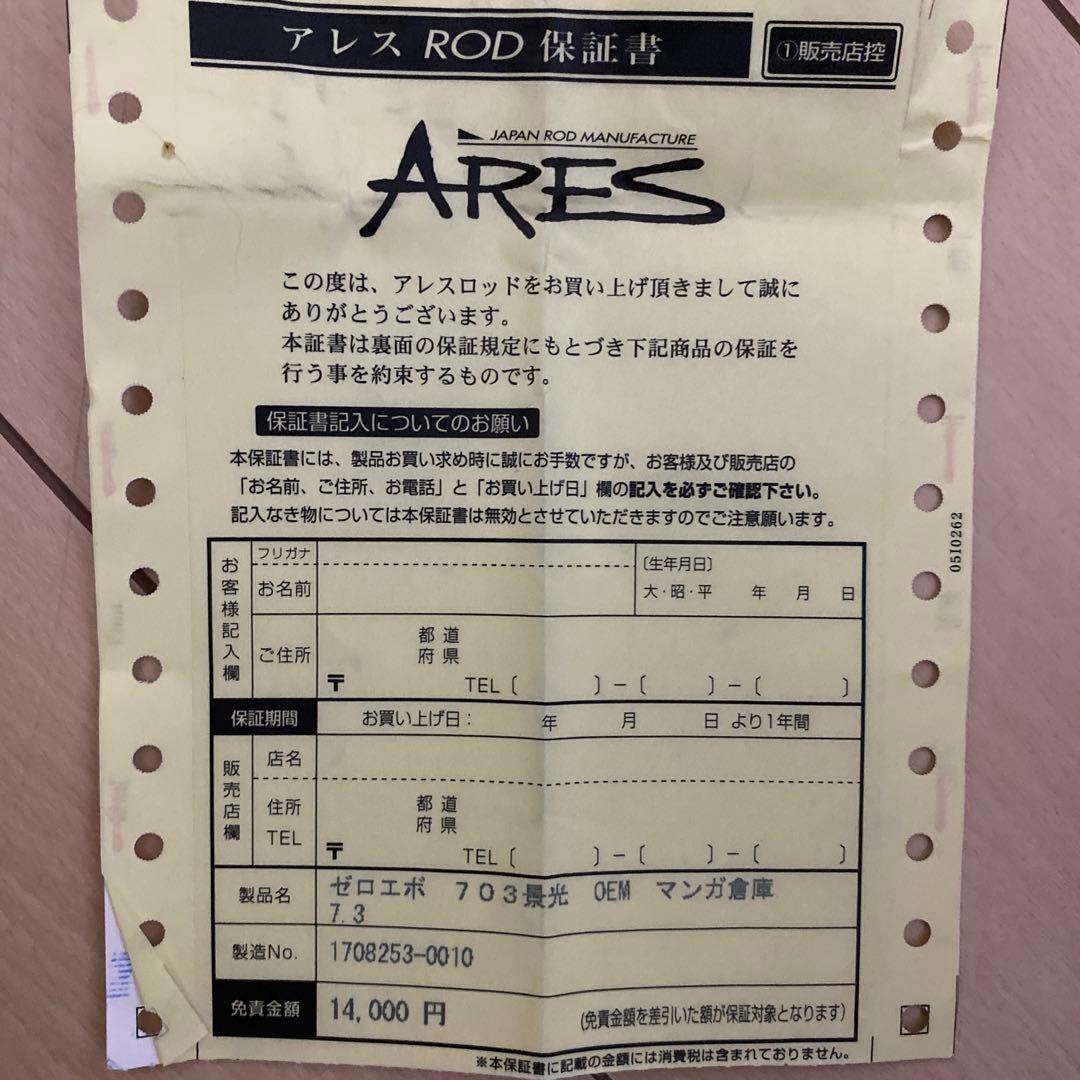 アレス ROD 保証書
①販売店控
JAPAN ROD MANUFACTURE
ARES
この度は、アレスロッドをお買い上げ頂きまして誠に
ありがとうございます。
本証書は裏面の保証規定にもとづき下記商品の保証を
行う事を約束するものです。
保証書記入についてのお願い
本保証書には、製品お買い求め時に誠にお手数ですが、お客様及び販売店の
「お名前、ご住所、お電話」と「お買い上げ日」欄の記入を必ずご確認下さい。
記入なき物については本保証書は無効とさせていただきますのでご注意願います。
05I0262
お客様記入欄
フリガナ
お名前
〔生年月日〕
大・昭・平 年 月 日
ご住所
都道
府県
〒 TEL〔 〕－〔 〕－〔 〕
保証期間 お買い上げ日： 年 月 日 より1年間
販売店欄
店名
住所
TEL
都道
府県
〒 TEL〔 〕－〔 〕－〔 〕
製品名 ゼロエボ 703景光 OEM マンガ倉庫
7.3
製造No. 1708253-0010
免責金額 14,000 円 (免責金額を差引いた額が保証対象となります)
※本保証書に記載の金額には消費税は含まれておりません。